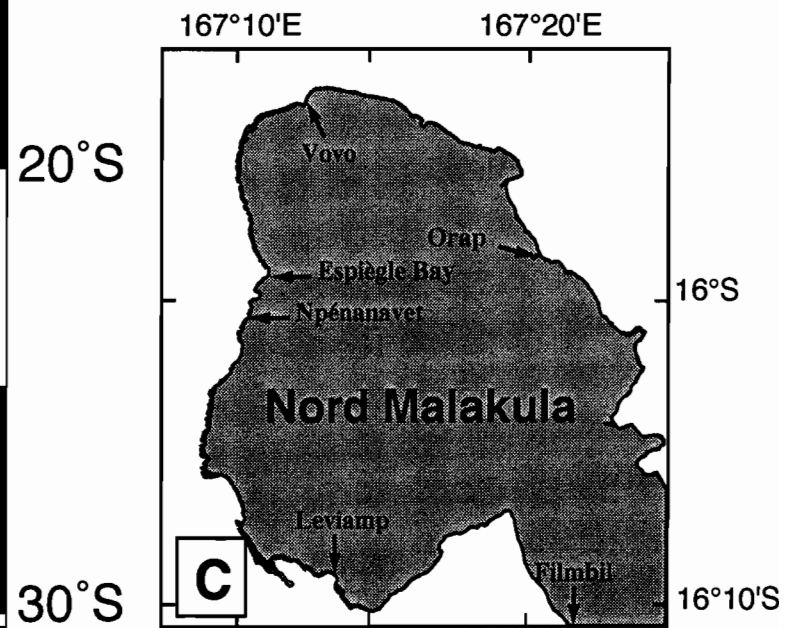 167°10'E
167°20'E
20°S
Vovo
Orap
Espiègle Bay
16°S
Npénanavet
Nord Malakula
Leviamp
Filmbil
C
30°S
16°10'S